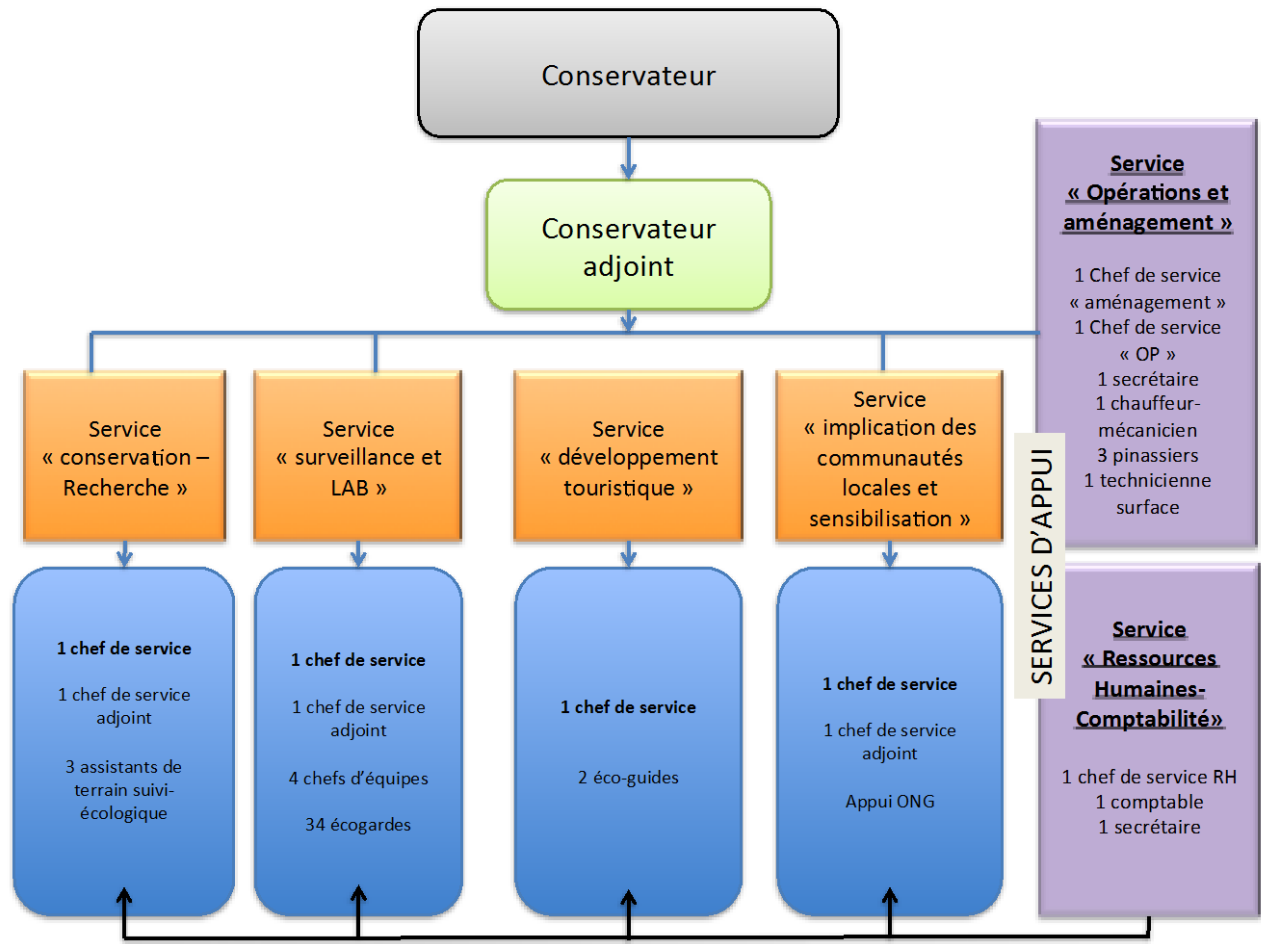 Conservateur
Conservateur
adjoint
Service
« conservation –
Recherche »
Service
« surveillance et
LAB »
Service
« développement
touristique »
Service
« implication des
communautés
locales et
sensibilisation »
1 chef de service
1 chef de service
adjoint
3 assistants de
terrain suivi-
écologique
1 chef de service
1 chef de service
adjoint
4 chefs d’équipes
34 écogardes
1 chef de service
2 éco-guides
1 chef de service
1 chef de service
adjoint
Appui ONG
SERVICES D’APPUI
Service
« Opérations et
aménagement »
1 Chef de service
« aménagement »
1 Chef de service
« OP »
1 secrétaire
1 chauffeur-
mécanicien
3 pinassiers
1 technicienne
surface
Service
« Ressources
Humaines-
Comptabilité»
1 chef de service RH
1 comptable
1 secrétaire